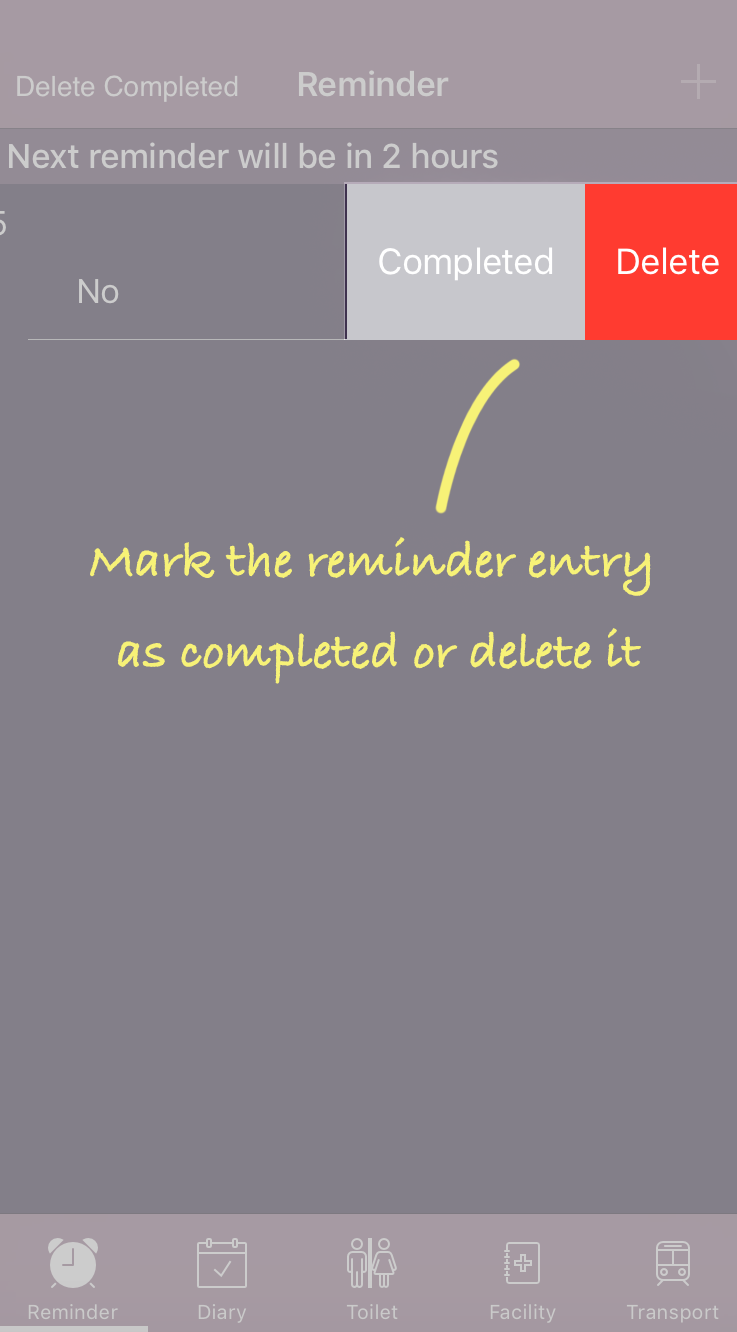 Delete Completed Reminder
Next reminder will be in 2 hours
5
No
Completed Delete
Mark the reminder entry
as completed or delete it
Reminder Diary Toilet Facility Transport